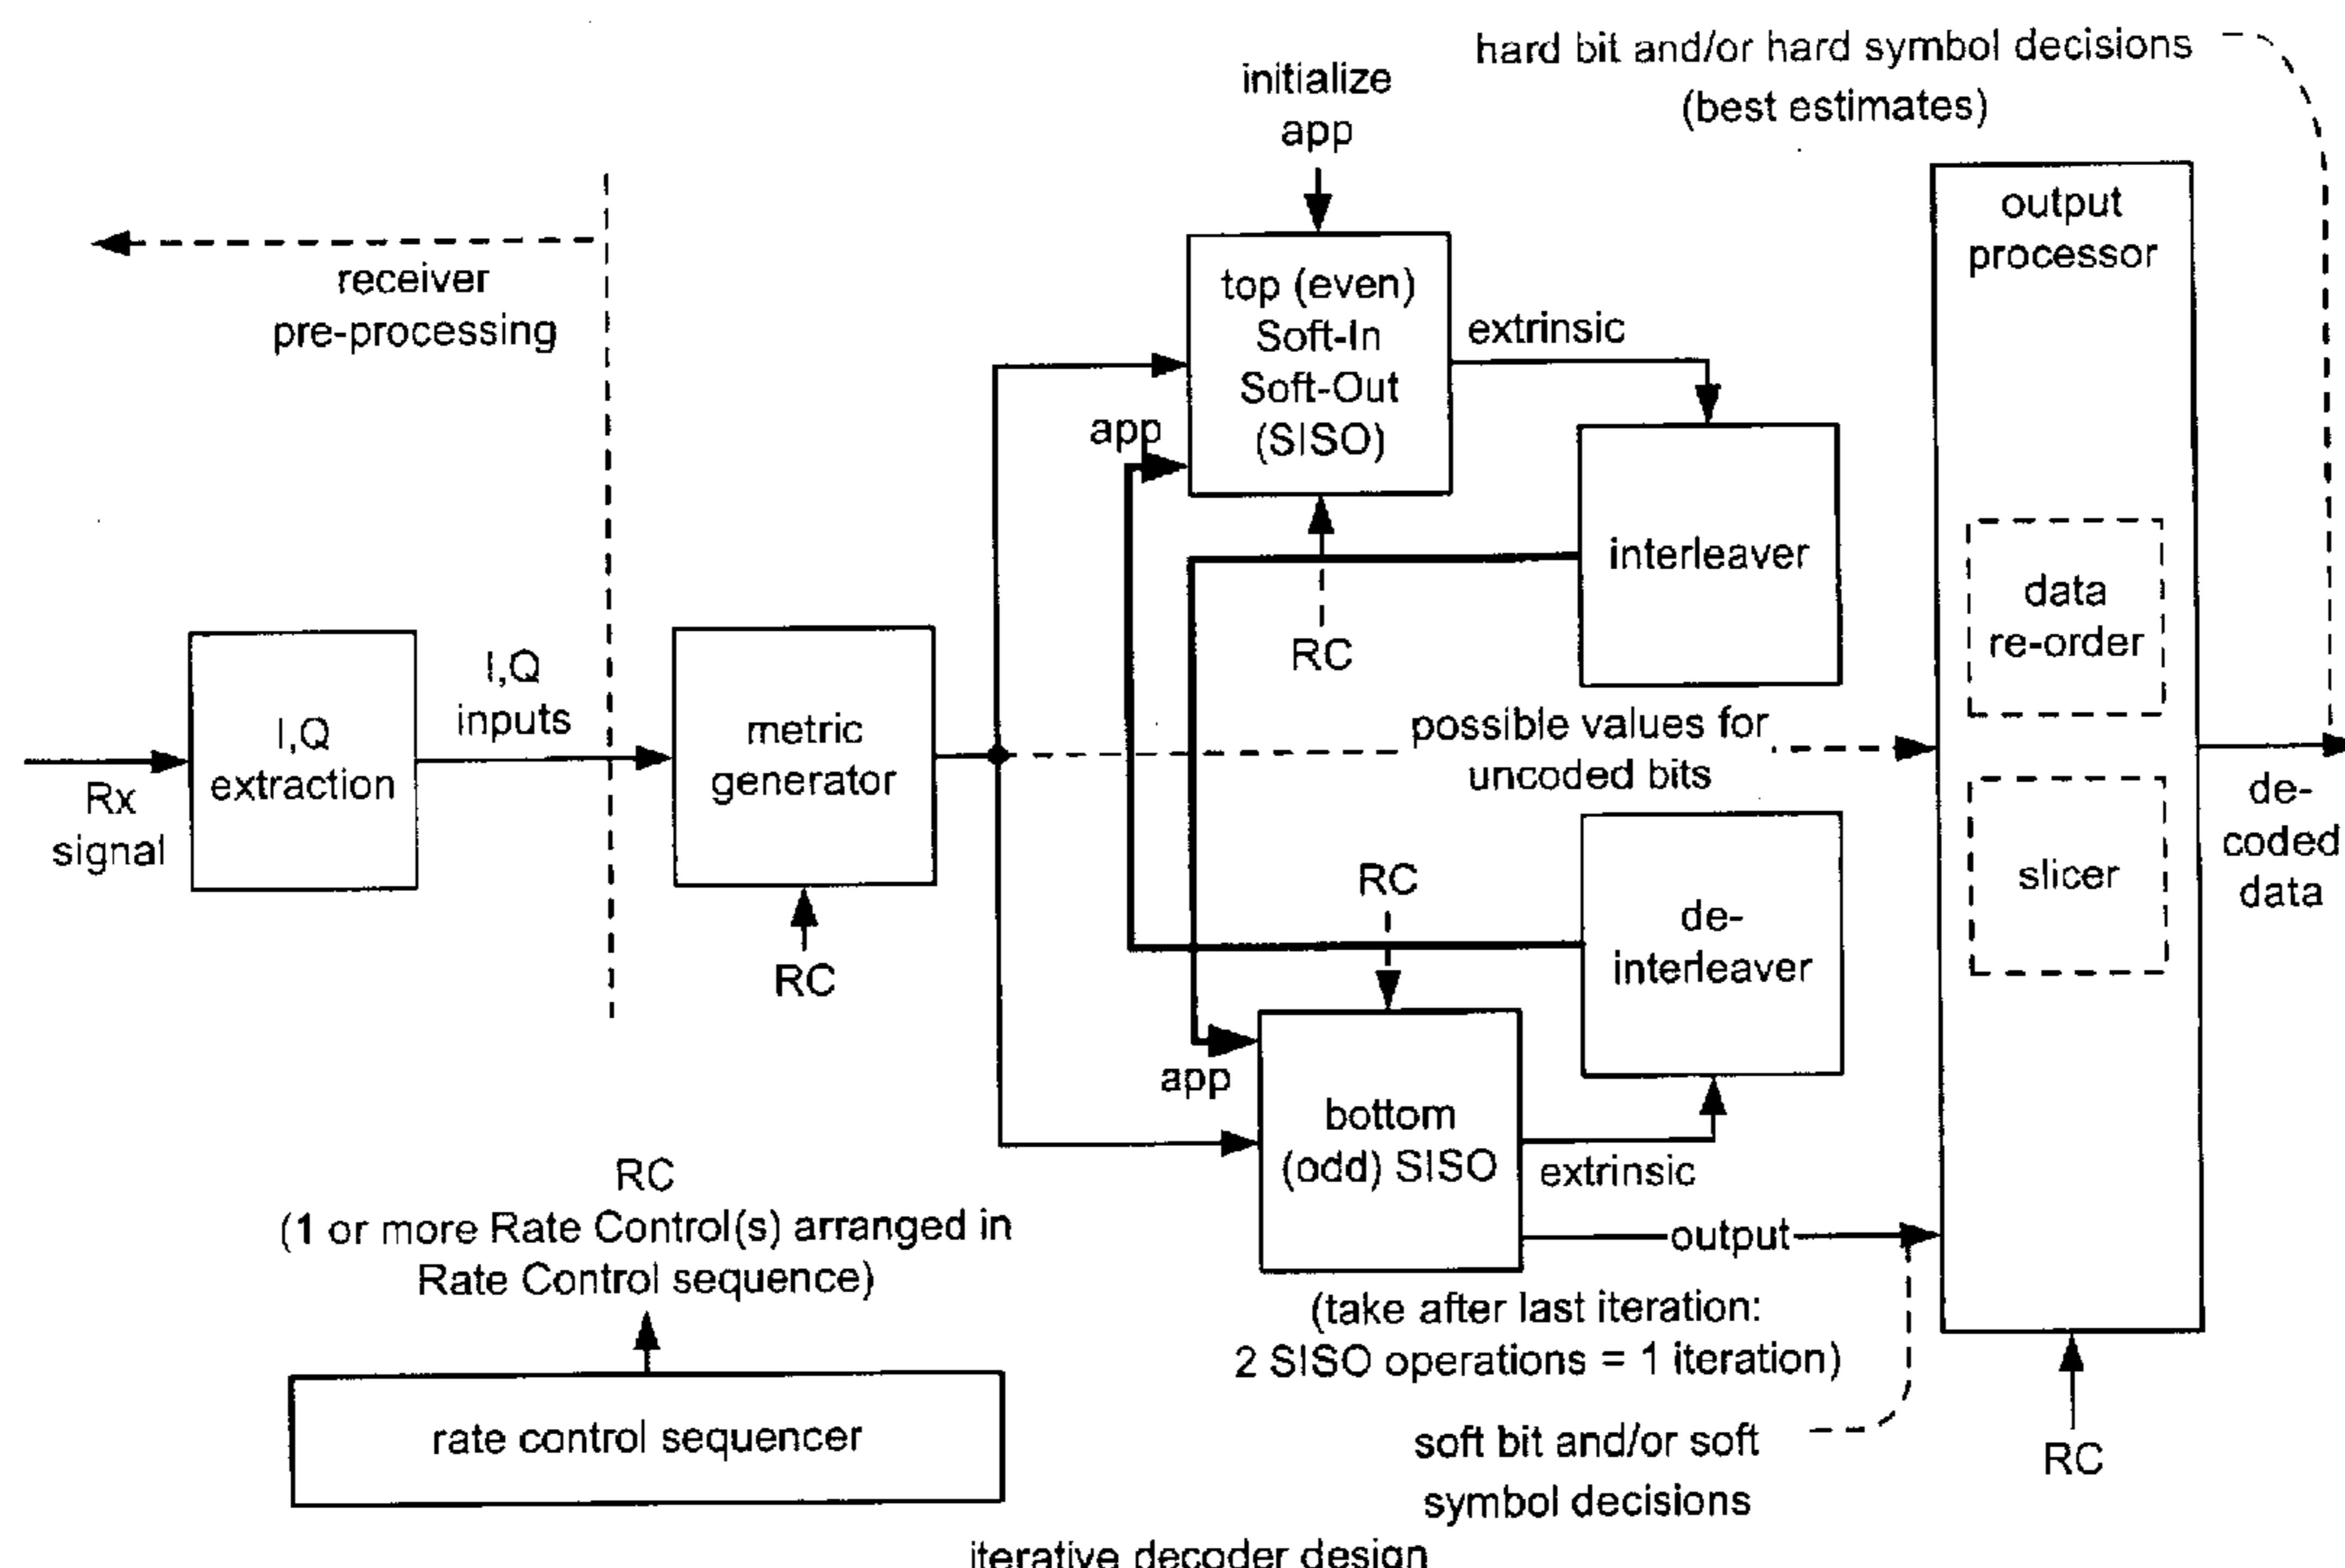 hard bit and/or hard symbol decisions
(best estimates)
initialize
app
receiver
pre-processing
top (even)
Soft-In
Soft-Out
(SISO)
extrinsic
app
output
processor
interleaver
RC
data
re-order
I,Q
inputs
I,Q
extraction
Rx
signal
metric
generator
RC
possible values for
uncoded bits
slicer
de-
coded
data
RC
de-
interleaver
app
bottom
(odd) SISO
extrinsic
output
(take after last iteration:
2 SISO operations = 1 iteration)
RC
(1 or more Rate Control(s) arranged in
Rate Control sequence)
rate control sequencer
soft bit and/or soft
symbol decisions
RC
iterative decoder design